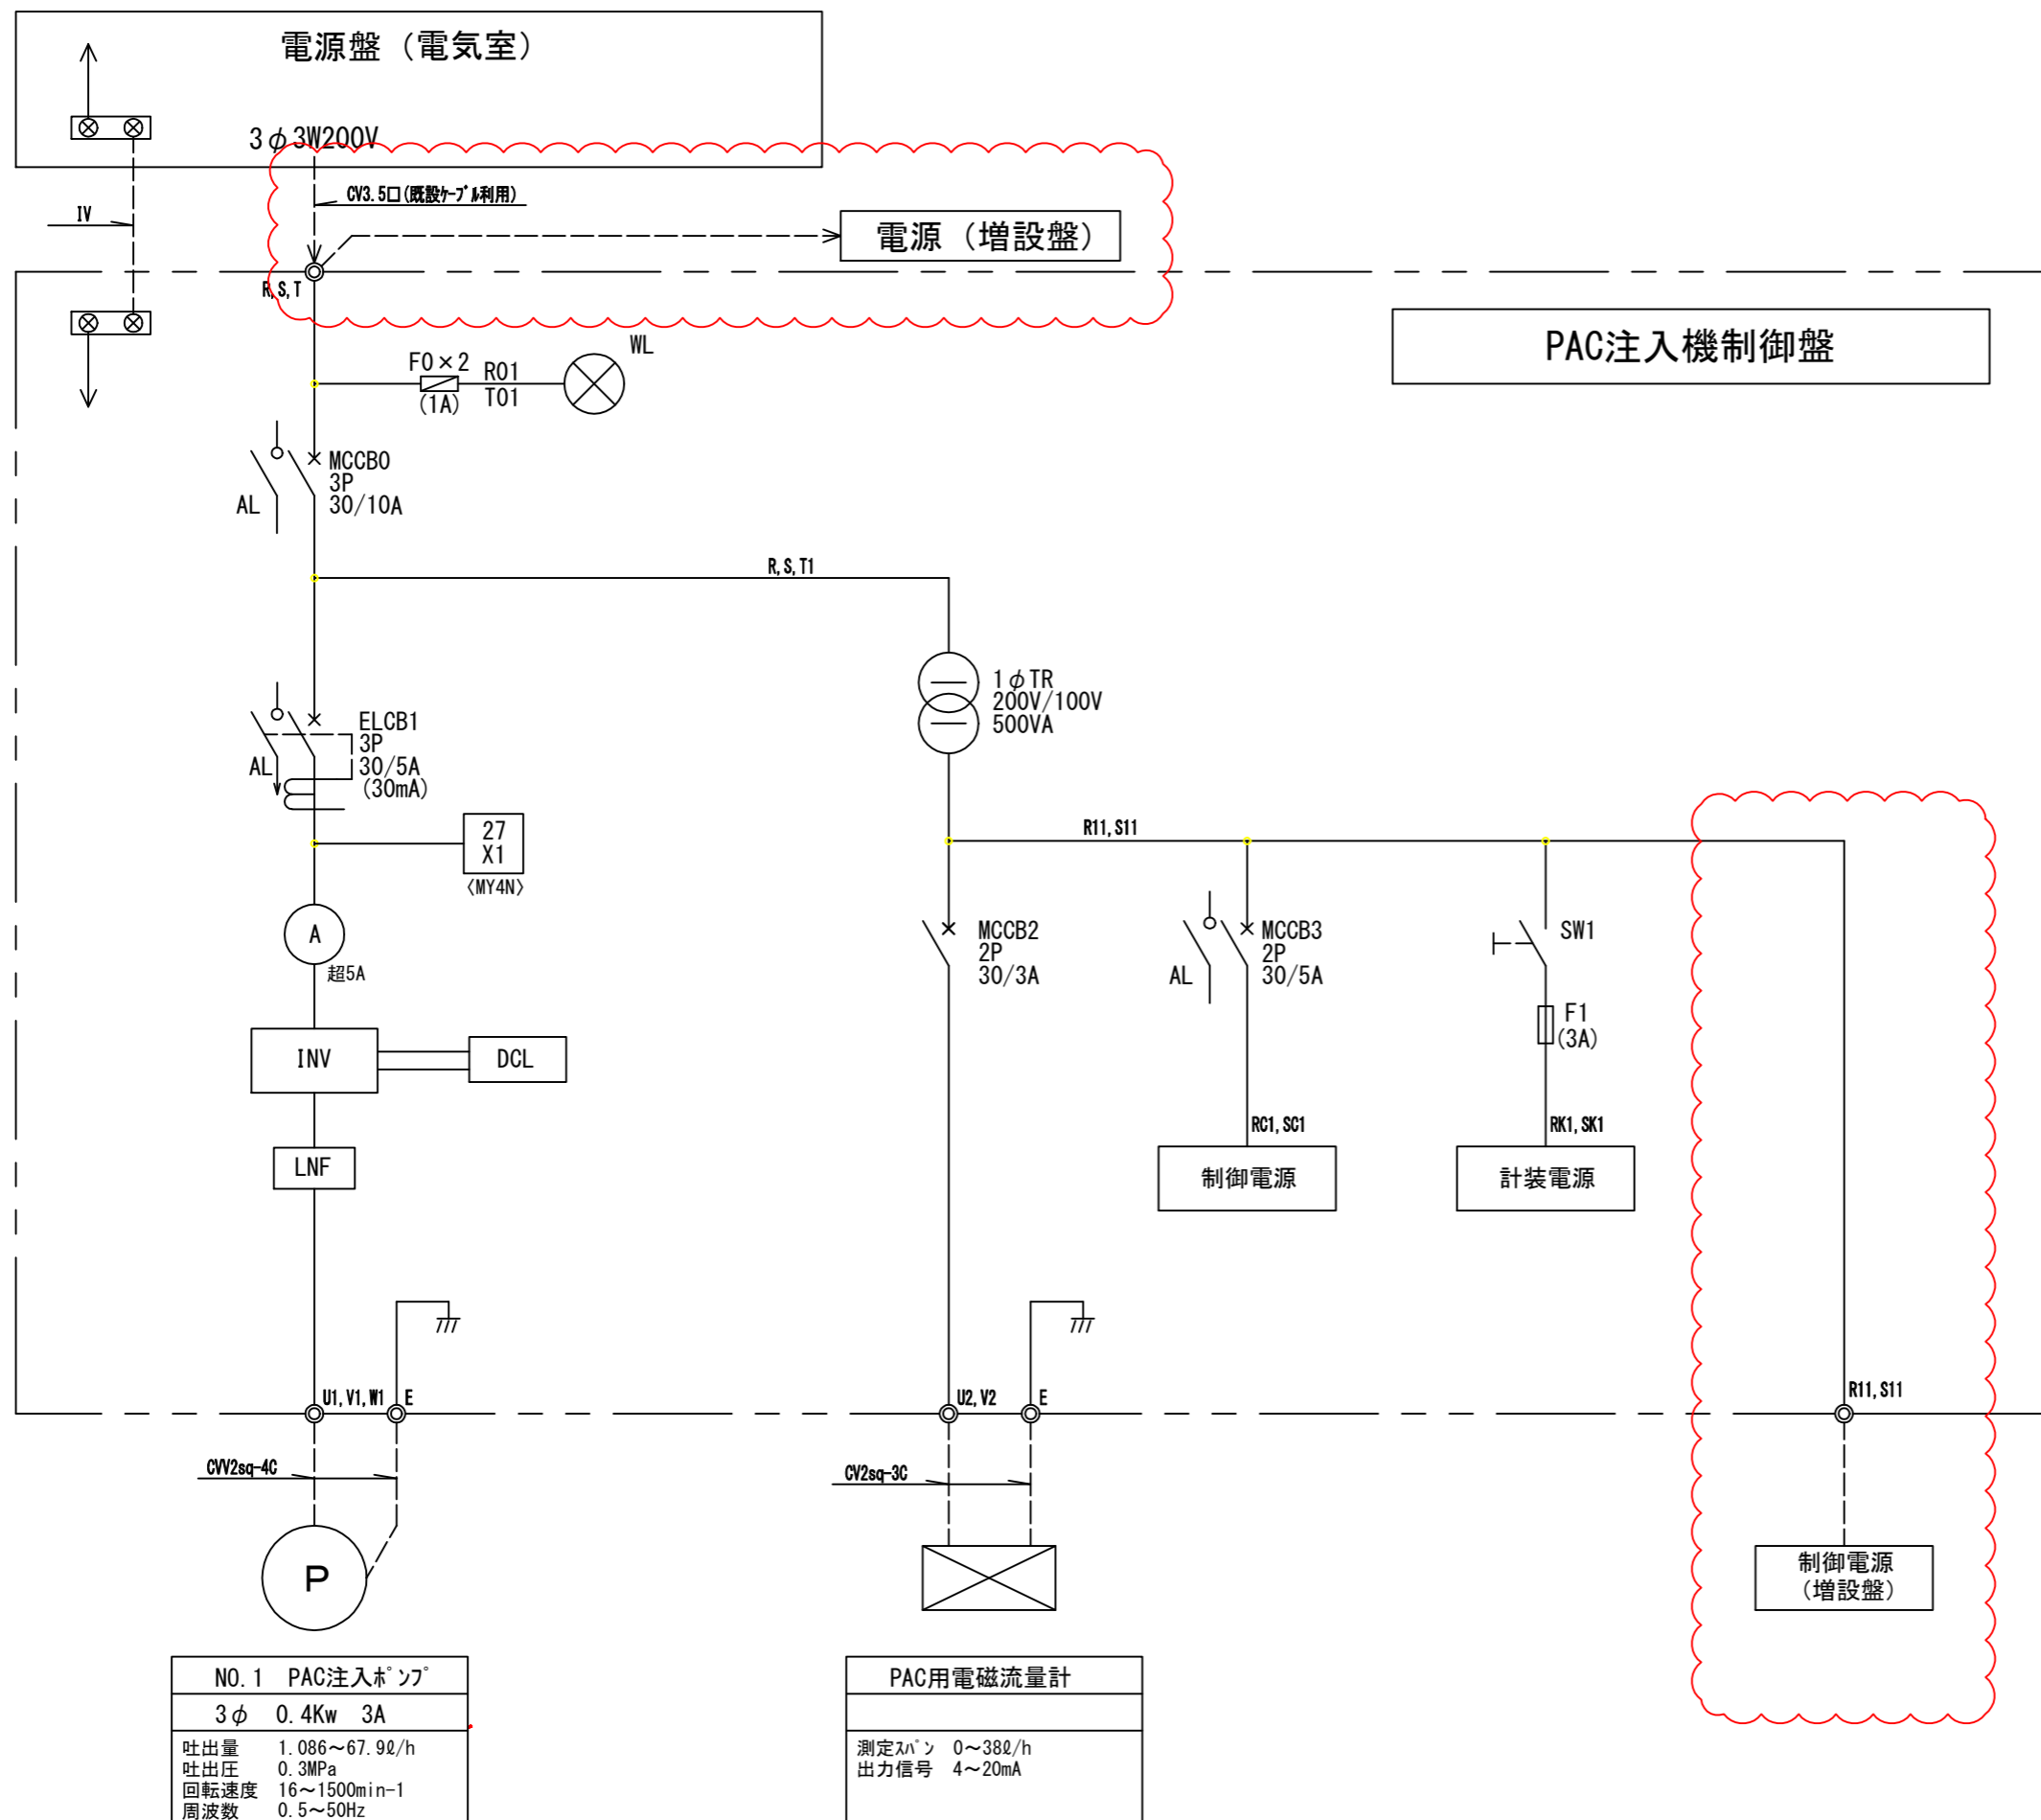 電源盤（電気室）
3φ3W200V
CV3.5□(既設ｹｰﾌﾞﾙ利用)
IV
電源（増設盤）
R,S,T
PAC注入機制御盤
WL
F0×2
R01
(1A)
T01
MCCB0
3P
30/10A
AL
R,S,T1
1φTR
200V/100V
500VA
ELCB1
3P
30/5A
(30mA)
AL
27
X1
〈MY4N〉
R11,S11
A
超5A
MCCB2
2P
30/3A
MCCB3
2P
30/5A
AL
SW1
F1
(3A)
INV
DCL
LNF
RC1,SC1
制御電源
RK1,SK1
計装電源
U1,V1,W1
E
U2,V2
E
R11,S11
CVV2sq-4C
CV2sq-3C
P
制御電源
（増設盤）
NO.1 PAC注入ﾎﾟﾝﾌﾟ
3φ 0.4Kw 3A
吐出量 1.086～67.9ℓ/h
吐出圧 0.3MPa
回転速度 16～1500min-1
周波数 0.5～50Hz
PAC用電磁流量計
測定ｽﾊﾟﾝ 0～38ℓ/h
出力信号 4～20mA